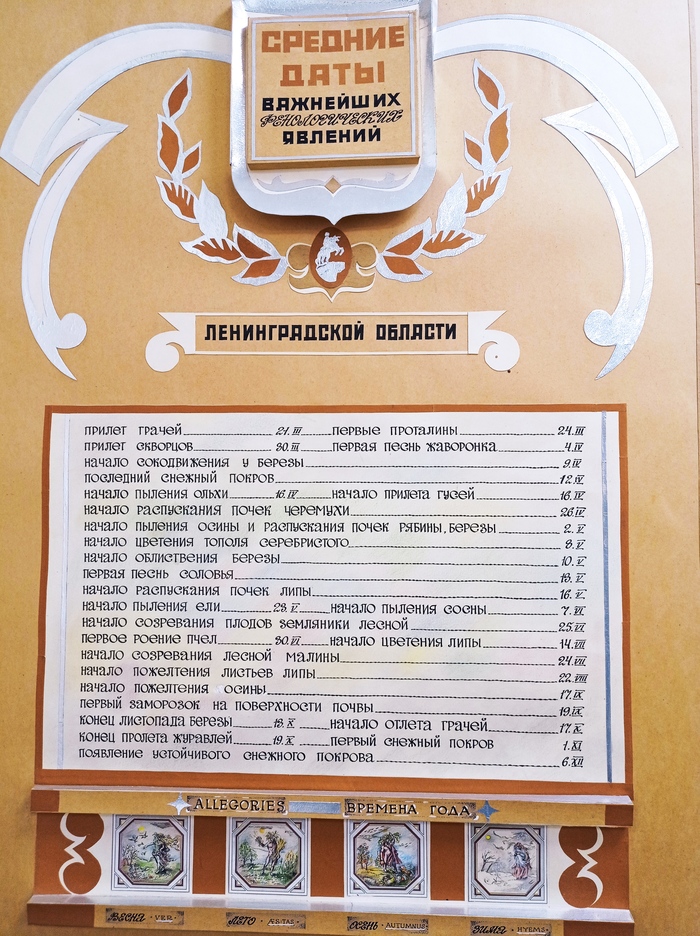 СРЕДНИЕ
ДАТЫ
ВАЖНЕЙШИХ
ФЕНОЛОГИЧЕСКИХ
ЯВЛЕНИЙ
ЛЕНИНГРАДСКОЙ ОБЛАСТИ
ПРИЛЕТ ГРАЧЕЙ 21.III ПЕРВЫЕ ПРОТАЛИНЫ 24.III
ПРИЛЕТ СКВОРЦОВ 30.III ПЕРВАЯ ПЕСНЬ ЖАВОРОНКА 4.IV
НАЧАЛО СОКОДВИЖЕНИЯ У БЕРЕЗЫ 9.IV
ПОСЛЕДНИЙ СНЕЖНЫЙ ПОКРОВ 12.IV
НАЧАЛО ПЫЛЕНИЯ ОЛЬХИ 16.IV НАЧАЛО ПРИЛЕТА ГУСЕЙ 18.IV
НАЧАЛО РАСПУСКАНИЯ ПОЧЕК ЧЕРЕМУХИ 26.IV
НАЧАЛО ПЫЛЕНИЯ ОСИНЫ И РАСПУСКАНИЯ ПОЧЕК РЯБИНЫ, БЕРЕЗЫ 2.V
НАЧАЛО ЦВЕТЕНИЯ ТОПОЛЯ СЕРЕБРИСТОГО 8.V
НАЧАЛО ОБЛИСТВЕНИЯ БЕРЕЗЫ 10.V
ПЕРВАЯ ПЕСНЬ СОЛОВЬЯ 13.V
НАЧАЛО РАСПУСКАНИЯ ПОЧЕК ЛИПЫ 16.V
НАЧАЛО ПЫЛЕНИЯ ЕЛИ 28.V НАЧАЛО ПЫЛЕНИЯ СОСНЫ 7.VI
НАЧАЛО СОЗРЕВАНИЯ ПЛОДОВ ЗЕМЛЯНИКИ ЛЕСНОЙ 25.VI
ПЕРВОЕ РОЕНИЕ ПЧЕЛ 30.VI НАЧАЛО ЦВЕТЕНИЯ ЛИПЫ 14.VII
НАЧАЛО СОЗРЕВАНИЯ ЛЕСНОЙ МАЛИНЫ 24.VII
НАЧАЛО ПОЖЕЛТЕНИЯ ЛИСТЬЕВ ЛИПЫ 22.VIII
НАЧАЛО ПОЖЕЛТЕНИЯ ОСИНЫ 17.IX
ПЕРВЫЙ ЗАМОРОЗОК НА ПОВЕРХНОСТИ ПОЧВЫ 19.IX
КОНЕЦ ЛИСТОПАДА БЕРЕЗЫ 18.X НАЧАЛО ОТЛЕТА ГРАЧЕЙ 17.X
КОНЕЦ ПРОЛЕТА ЖУРАВЛЕЙ 19.X ПЕРВЫЙ СНЕЖНЫЙ ПОКРОВ 1.XI
ПОЯВЛЕНИЕ УСТОЙЧИВОГО СНЕЖНОГО ПОКРОВА 6.XII
ALLEGORIES ВРЕМЕНА ГОДА
ВЕСНА · VER · ЛЕТО · ÆSTAS · ОСЕНЬ · AUTUMNUS · ЗИМА · HYEMS ·